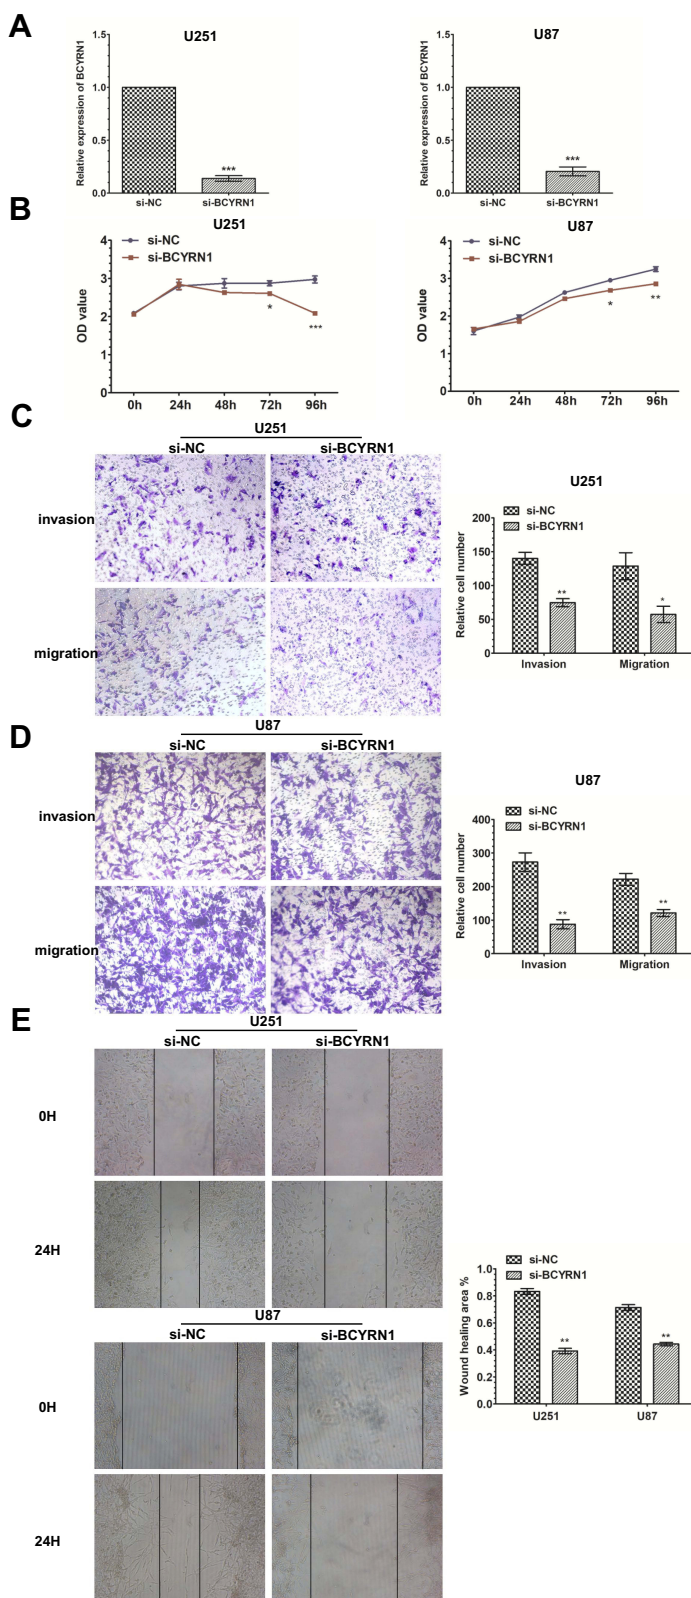 A
U251
Relative expression of BCYRN1
1.5
1.0
0.5
0.0
***
si-NC
si-BCYRN1
U87
Relative expression of BCYRN1
1.5
1.0
0.5
0.0
***
si-NC
si-BCYRN1
B
U251
si-NC
si-BCYRN1
OD value
4
3
2
1
0
*
***
0h 24h 48h 72h 96h
U87
si-NC
si-BCYRN1
OD value
4
3
2
1
0
*
**
0h 24h 48h 72h 96h
C
U251
si-NC si-BCYRN1
invasion
migration
U251
si-NC
si-BCYRN1
Relative cell number
200
150
100
50
0
**
*
Invasion Migration
D
U87
si-NC si-BCYRN1
invasion
migration
U87
si-NC
si-BCYRN1
Relative cell number
400
300
200
100
0
**
**
Invasion Migration
E
U251
si-NC si-BCYRN1
0H
24H
U87
si-NC si-BCYRN1
0H
24H
si-NC
si-BCYRN1
Wound healing area %
1.0
0.8
0.6
0.4
0.2
0.0
**
**
U251 U87